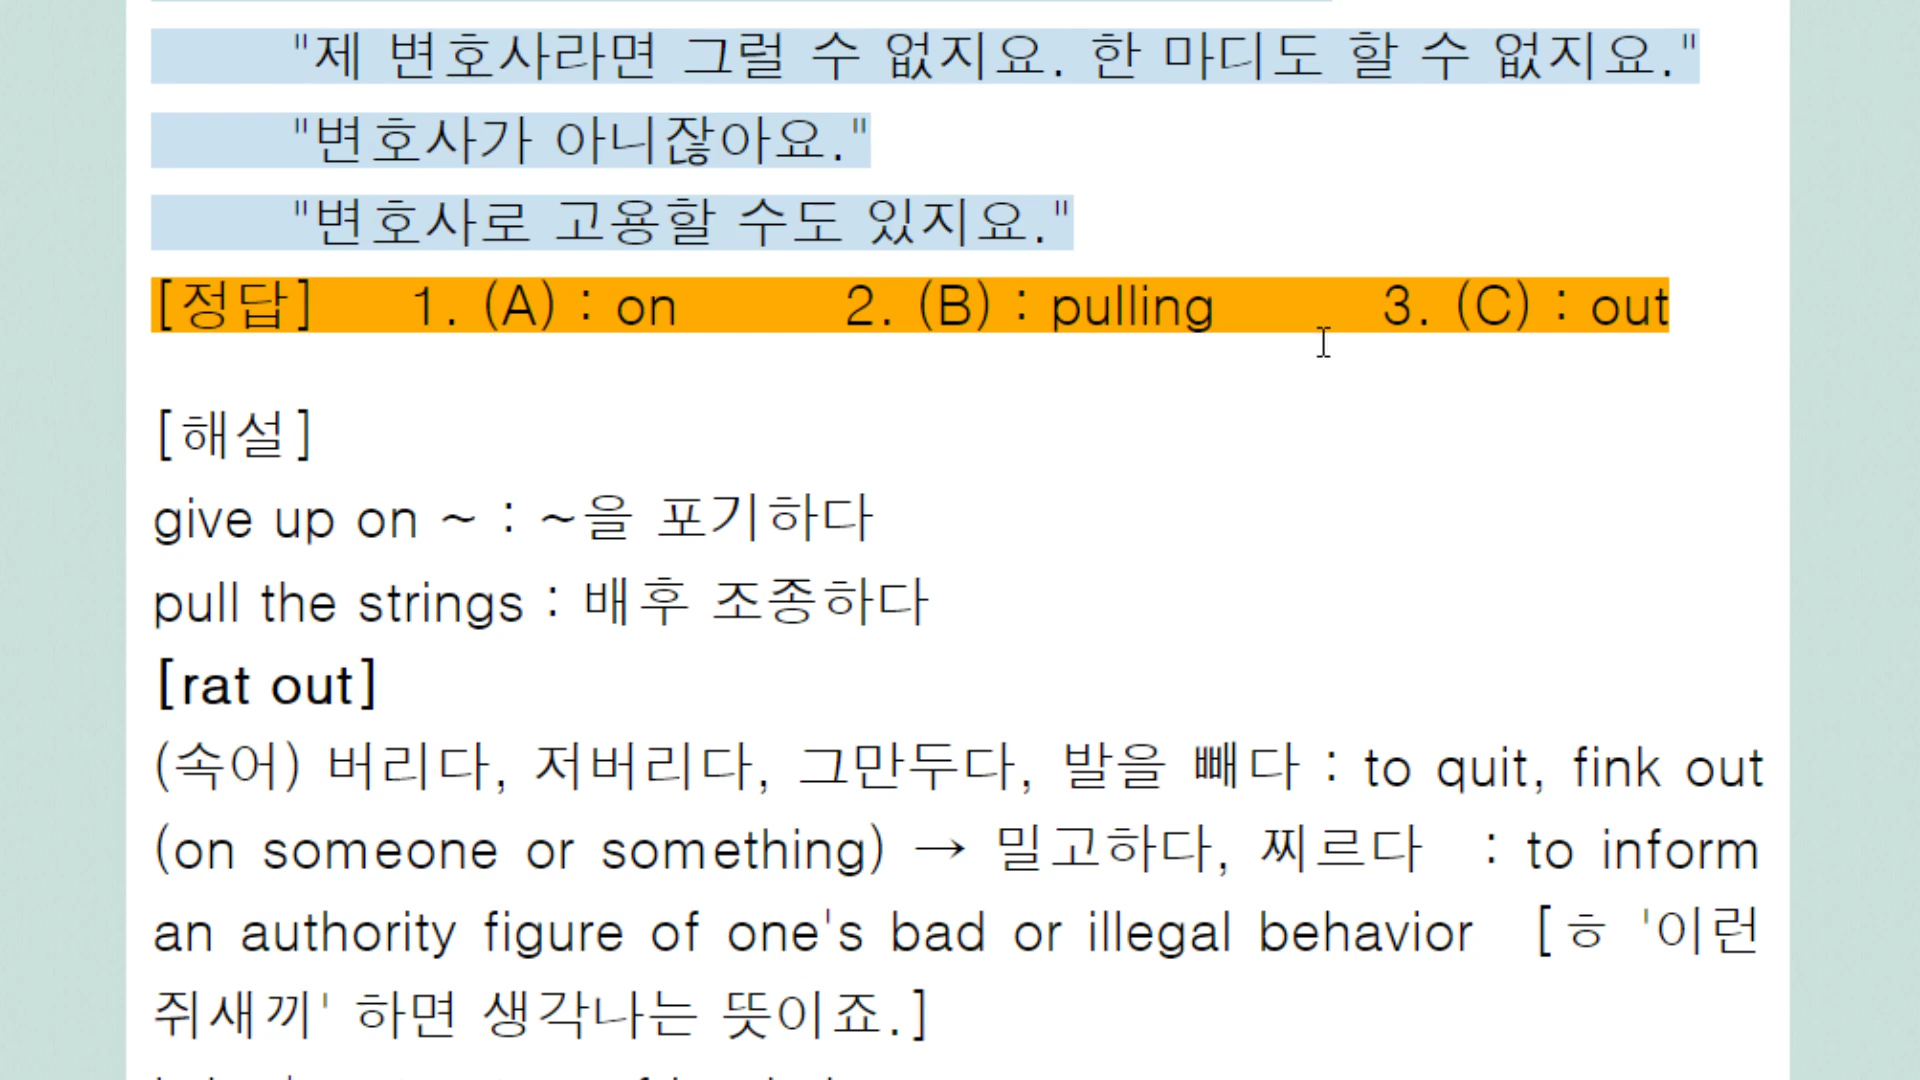 "제 변호사라면 그럴 수 없지요. 한 마디도 할 수 없지요."
"변호사가 아니잖아요."
"변호사로 고용할 수도 있지요."
[정답] 1. (A) : on 2. (B) : pulling 3. (C) : out
[해설]
give up on ~ : ~을 포기하다
pull the strings : 배후 조종하다
[rat out]
(속어) 버리다, 저버리다, 그만두다, 발을 빼다 : to quit, fink out
(on someone or something) → 밀고하다, 찌르다 : to inform
an authority figure of one's bad or illegal behavior [ㅎ '이런
쥐새끼' 하면 생각나는 뜻이죠.]